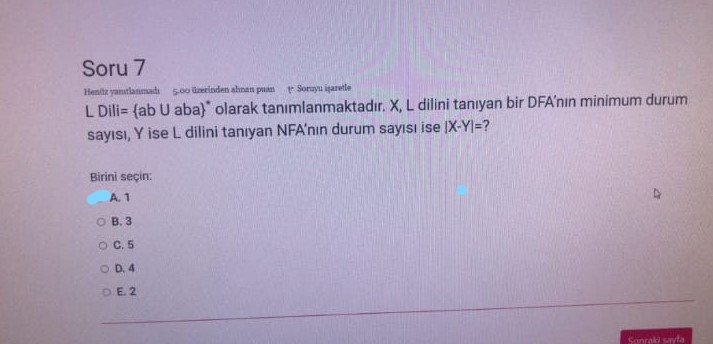 Soru 7
Henüz yanıtlanmadı 5,00 üzerinden alınan puan Soruyu işaretle
L Dili= {ab U aba}* olarak tanımlanmaktadır. X, L dilini tanıyan bir DFA'nın minimum durum
sayısı, Y ise L dilini tanıyan NFA'nın durum sayısı ise |X-Y|=?
Birini seçin:
A. 1
B. 3
C. 5
D. 4
E. 2
Sonraki sayfa